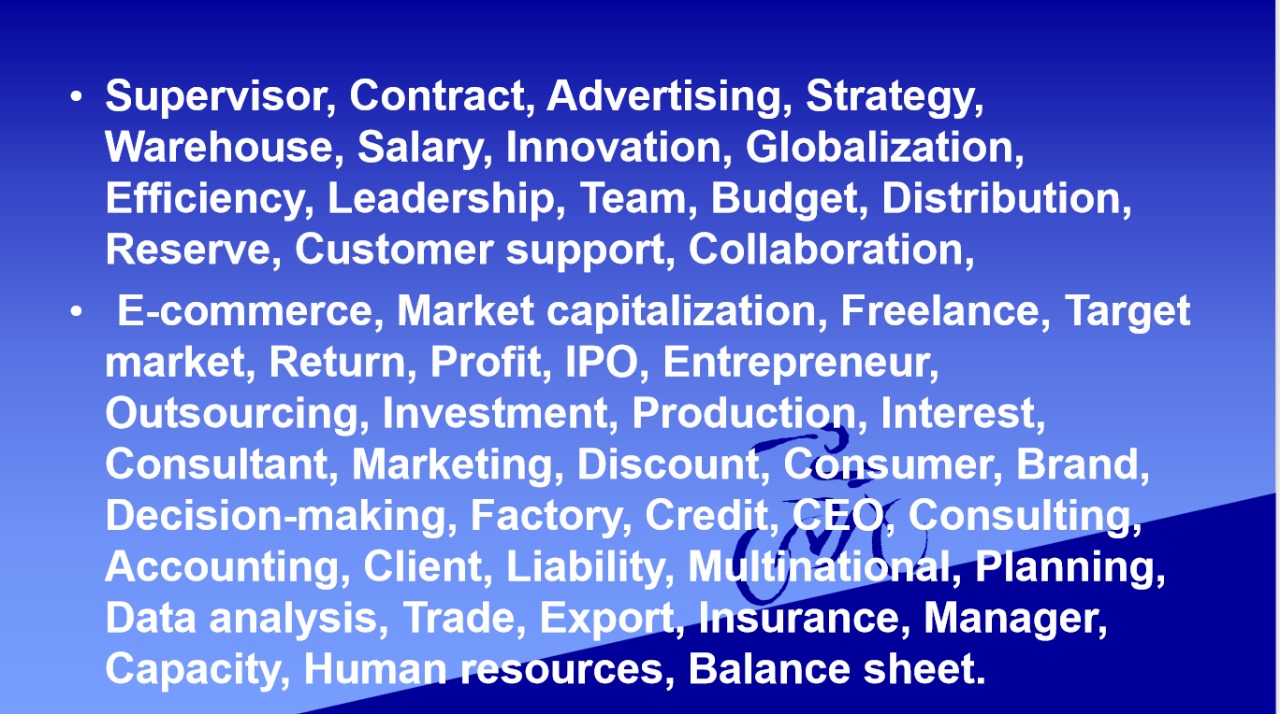 • Supervisor, Contract, Advertising, Strategy,
Warehouse, Salary, Innovation, Globalization,
Efficiency, Leadership, Team, Budget, Distribution,
Reserve, Customer support, Collaboration,
• E-commerce, Market capitalization, Freelance, Target
market, Return, Profit, IPO, Entrepreneur,
Outsourcing, Investment, Production, Interest,
Consultant, Marketing, Discount, Consumer, Brand,
Decision-making, Factory, Credit, CEO, Consulting,
Accounting, Client, Liability, Multinational, Planning,
Data analysis, Trade, Export, Insurance, Manager,
Capacity, Human resources, Balance sheet.